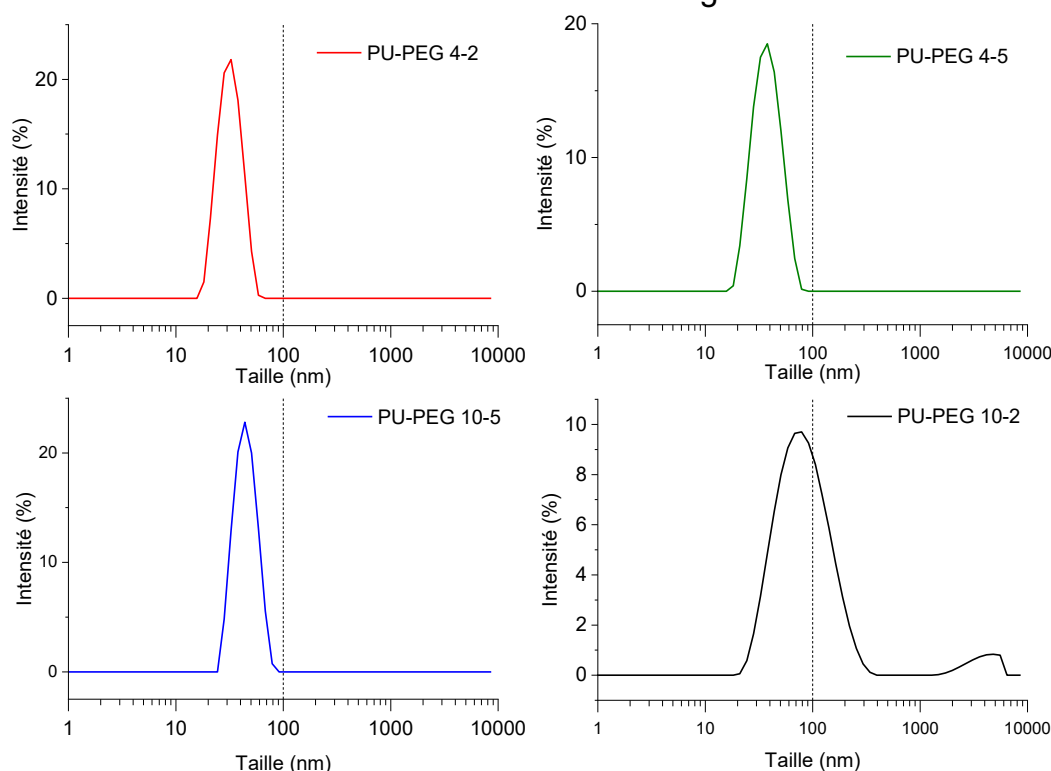 g
PU-PEG 4-2
Intensité (%)
20
10
0
1 10 100 1000 10000
Taille (nm)
PU-PEG 4-5
Intensité (%)
20
10
0
1 10 100 1000 10000
Taille (nm)
PU-PEG 10-5
Intensité (%)
20
10
0
1 10 100 1000 10000
Taille (nm)
PU-PEG 10-2
Intensité (%)
10
8
6
4
2
0
1 10 100 1000 10000
Taille (nm)